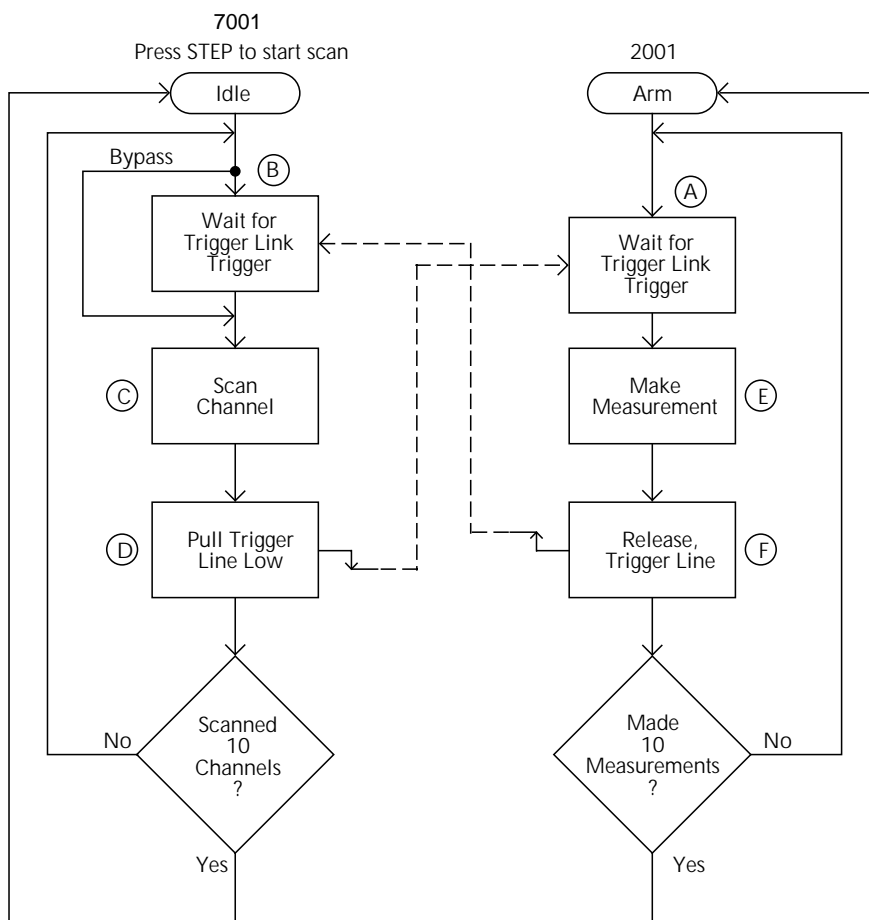 7001
Press STEP to start scan
2001
Idle
Arm
Bypass
B
A
Wait for
Trigger Link
Trigger
Wait for
Trigger Link
Trigger
C
Scan
Channel
Make
Measurement
E
D
Pull Trigger
Line Low
Release,
Trigger Line
F
Scanned
10
Channels
?
No
Made
10
Measurements
?
No
Yes
Yes